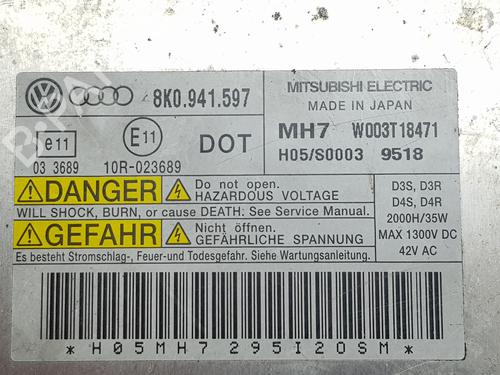 8K0.941.597
e11
E11
DOT
03 3689
10R-023689
MITSUBISHI ELECTRIC
MADE IN JAPAN
MH7 W003T18471
H05/S0003 9518
DANGER
Do not open.
HAZARDOUS VOLTAGE
WILL SHOCK, BURN, or cause DEATH. See Service Manual.
GEFAHR
Nicht öffnen.
GEFÄHRLICHE SPANNUNG
Es besteht Stromschlag-, Feuer-und Todesgefahr. Siehe Wartungsanleitung.
D3S, D3R
D4S, D4R
2000H/35W
MAX 1300V DC
42V AC
* H05MH7295I20SM *